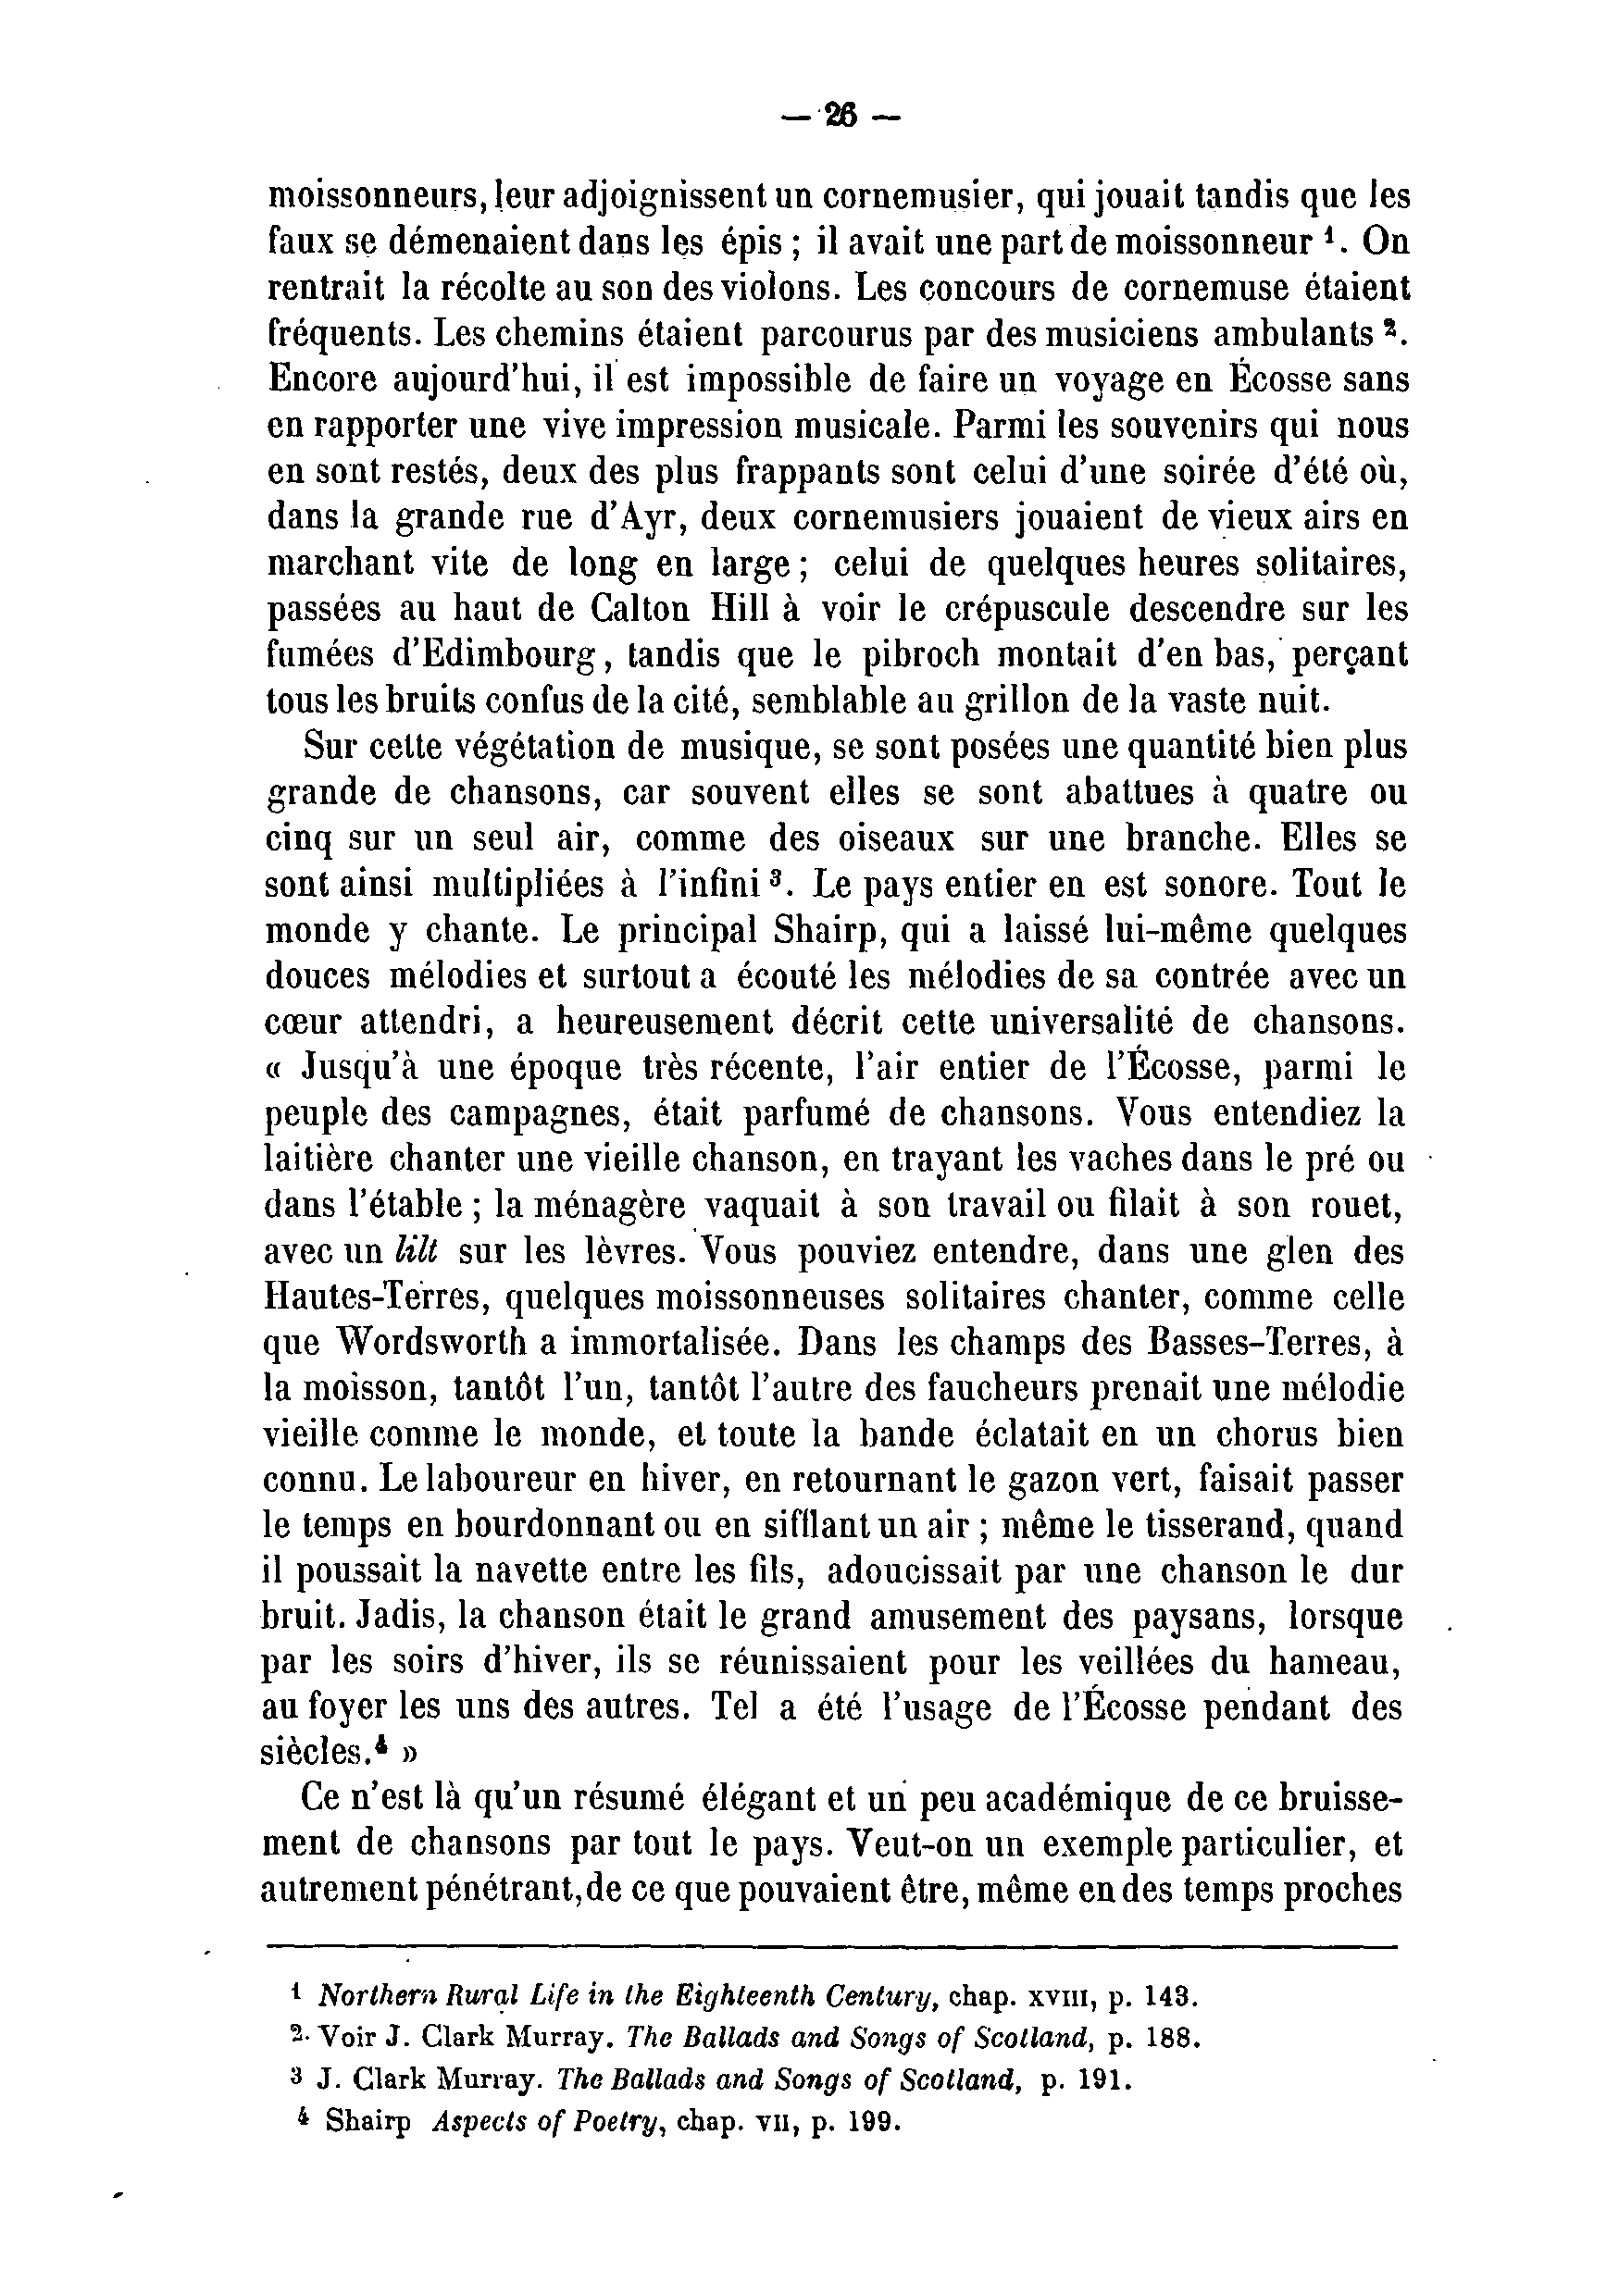 — 26 —
moissonneurs, leur adjoignissent un cornemusier, qui jouait tandis que les
faux se démenaient dans les épis ; il avait une part de moissonneur ¹. On
rentrait la récolte au son des violons. Les concours de cornemuse étaient
fréquents. Les chemins étaient parcourus par des musiciens ambulants ².
Encore aujourd'hui, il est impossible de faire un voyage en Écosse sans
en rapporter une vive impression musicale. Parmi les souvenirs qui nous
en sont restés, deux des plus frappants sont celui d'une soirée d'été où,
dans la grande rue d'Ayr, deux cornemusiers jouaient de vieux airs en
marchant vite de long en large ; celui de quelques heures solitaires,
passées au haut de Calton Hill à voir le crépuscule descendre sur les
fumées d'Edimbourg, tandis que le pibroch montait d'en bas, perçant
tous les bruits confus de la cité, semblable au grillon de la vaste nuit.
Sur cette végétation de musique, se sont posées une quantité bien plus
grande de chansons, car souvent elles se sont abattues à quatre ou
cinq sur un seul air, comme des oiseaux sur une branche. Elles se
sont ainsi multipliées à l'infini ³. Le pays entier en est sonore. Tout le
monde y chante. Le principal Shairp, qui a laissé lui-même quelques
douces mélodies et surtout a écouté les mélodies de sa contrée avec un
cœur attendri, a heureusement décrit cette universalité de chansons.
« Jusqu'à une époque très récente, l'air entier de l'Écosse, parmi le
peuple des campagnes, était parfumé de chansons. Vous entendiez la
laitière chanter une vieille chanson, en trayant les vaches dans le pré ou
dans l'étable ; la ménagère vaquait à son travail ou filait à son rouet,
avec un lilt sur les lèvres. Vous pouviez entendre, dans une glen des
Hautes-Terres, quelques moissonneuses solitaires chanter, comme celle
que Wordsworth a immortalisée. Dans les champs des Basses-Terres, à
la moisson, tantôt l'un, tantôt l'autre des faucheurs prenait une mélodie
vieille comme le monde, et toute la bande éclatait en un chorus bien
connu. Le laboureur en hiver, en retournant le gazon vert, faisait passer
le temps en bourdonnant ou en sifflant un air ; même le tisserand, quand
il poussait la navette entre les fils, adoucissait par une chanson le dur
bruit. Jadis, la chanson était le grand amusement des paysans, lorsque
par les soirs d'hiver, ils se réunissaient pour les veillées du hameau,
au foyer les uns des autres. Tel a été l'usage de l'Écosse pendant des
siècles.⁴ »
Ce n'est là qu'un résumé élégant et un peu académique de ce bruisse-
ment de chansons par tout le pays. Veut-on un exemple particulier, et
autrement pénétrant, de ce que pouvaient être, même en des temps proches
¹ Northern Rural Life in the Eighteenth Century, chap. XVIII, p. 143.
². Voir J. Clark Murray. The Ballads and Songs of Scotland, p. 188.
³ J. Clark Murray. The Ballads and Songs of Scotland, p. 191.
⁴ Shairp Aspects of Poetry, chap. VII, p. 199.